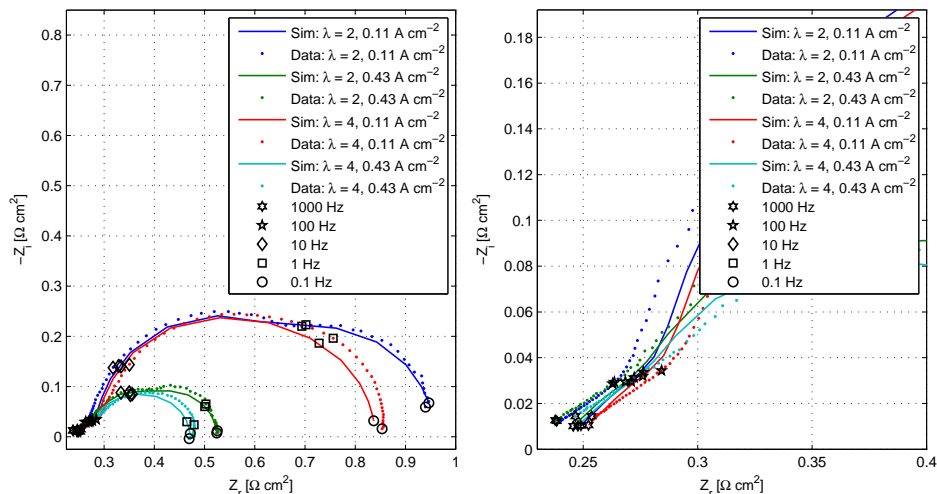 0.8
0.7
0.6
0.5
0.4
0.3
0.2
0.1
0
−Z_i [Ω cm²]
0.3 0.4 0.5 0.6 0.7 0.8 0.9 1
Z_r [Ω cm²]
Sim: λ = 2, 0.11 A cm⁻²
Data: λ = 2, 0.11 A cm⁻²
Sim: λ = 2, 0.43 A cm⁻²
Data: λ = 2, 0.43 A cm⁻²
Sim: λ = 4, 0.11 A cm⁻²
Data: λ = 4, 0.11 A cm⁻²
Sim: λ = 4, 0.43 A cm⁻²
Data: λ = 4, 0.43 A cm⁻²
1000 Hz
100 Hz
10 Hz
1 Hz
0.1 Hz
0.18
0.16
0.14
0.12
0.1
0.08
0.06
0.04
0.02
0
−Z_i [Ω cm²]
0.25 0.3 0.35 0.4
Z_r [Ω cm²]
Sim: λ = 2, 0.11 A cm⁻²
Data: λ = 2, 0.11 A cm⁻²
Sim: λ = 2, 0.43 A cm⁻²
Data: λ = 2, 0.43 A cm⁻²
Sim: λ = 4, 0.11 A cm⁻²
Data: λ = 4, 0.11 A cm⁻²
Sim: λ = 4, 0.43 A cm⁻²
Data: λ = 4, 0.43 A cm⁻²
1000 Hz
100 Hz
10 Hz
1 Hz
0.1 Hz